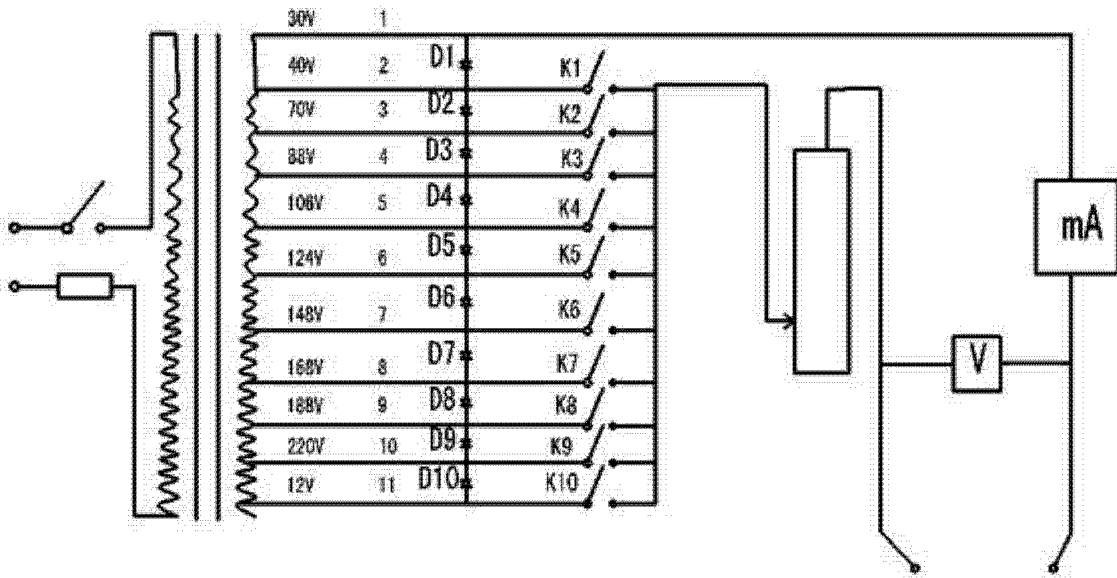 30V 1
40V 2 D1 K1
70V 3 D2 K2
88V 4 D3 K3
106V 5 D4 K4
124V 6 D5 K5
148V 7 D6 K6
168V 8 D7 K7
188V 9 D8 K8
220V 10 D9 K9
12V 11 D10 K10
mA
V